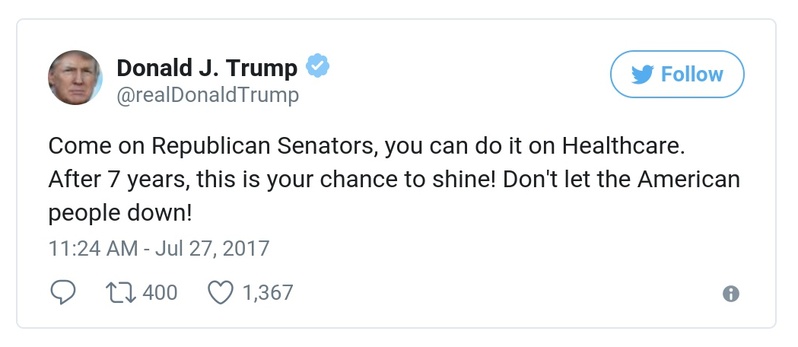 Donald J. Trump
Follow
@realDonaldTrump
Come on Republican Senators, you can do it on Healthcare.
After 7 years, this is your chance to shine! Don't let the American
people down!
11:24 AM - Jul 27, 2017
400 1,367